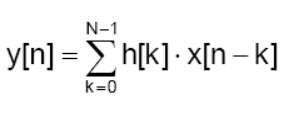 N−1
y[n] = ∑ h[k] · x[n − k]
k=0